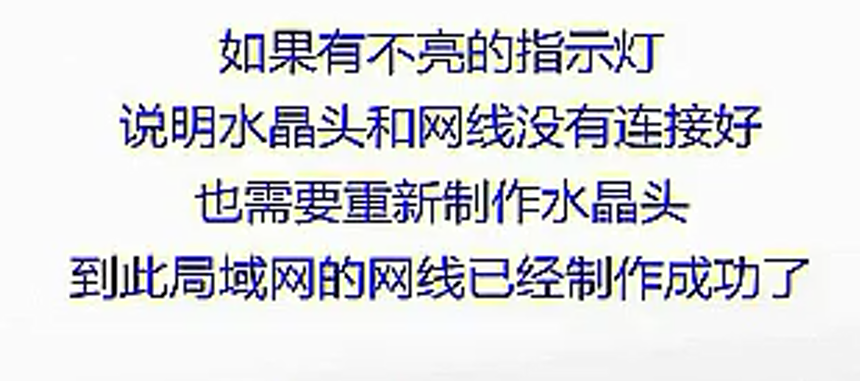 如果有不亮的指示灯
说明水晶头和网线没有连接好
也需要重新制作水晶头
到此局域网的网线已经制作成功了